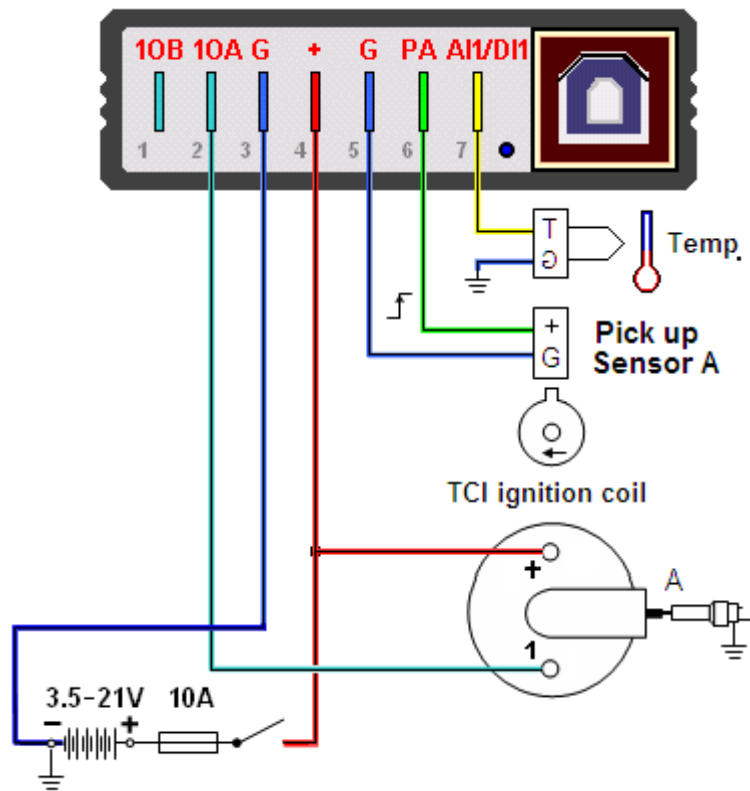 10B 10A G + G PA AI1/DI1
1 2 3 4 5 6 7
T
G
Temp.
+
G
Pick up
Sensor A
TCI ignition coil
+
A
1
3.5-21V 10A
- +